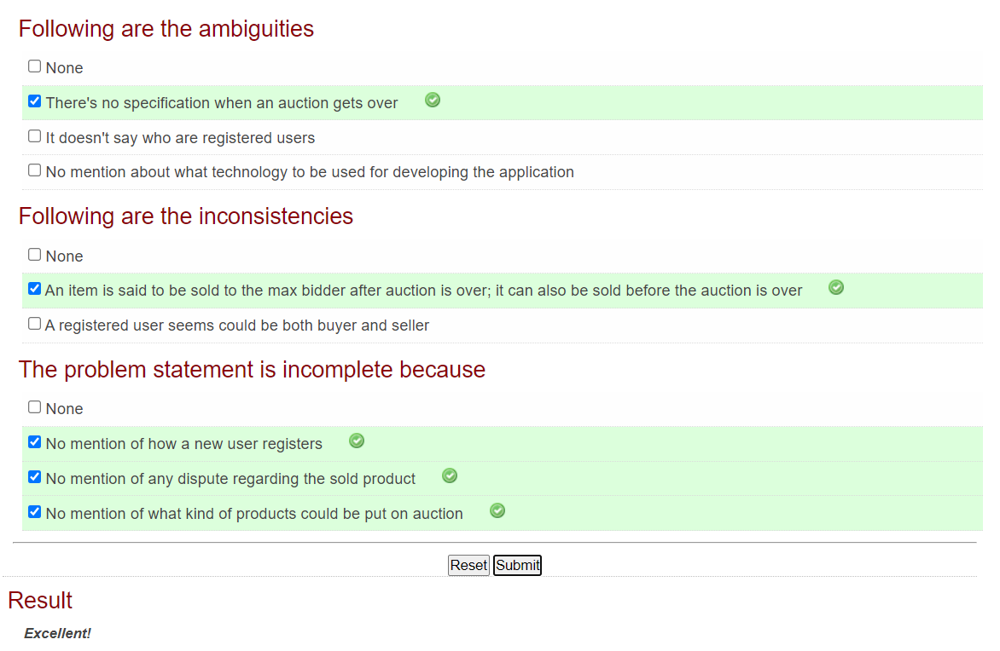 Following are the ambiguities
None
There's no specification when an auction gets over
It doesn't say who are registered users
No mention about what technology to be used for developing the application
Following are the inconsistencies
None
An item is said to be sold to the max bidder after auction is over; it can also be sold before the auction is over
A registered user seems could be both buyer and seller
The problem statement is incomplete because
None
No mention of how a new user registers
No mention of any dispute regarding the sold product
No mention of what kind of products could be put on auction
Reset Submit
Result
Excellent!